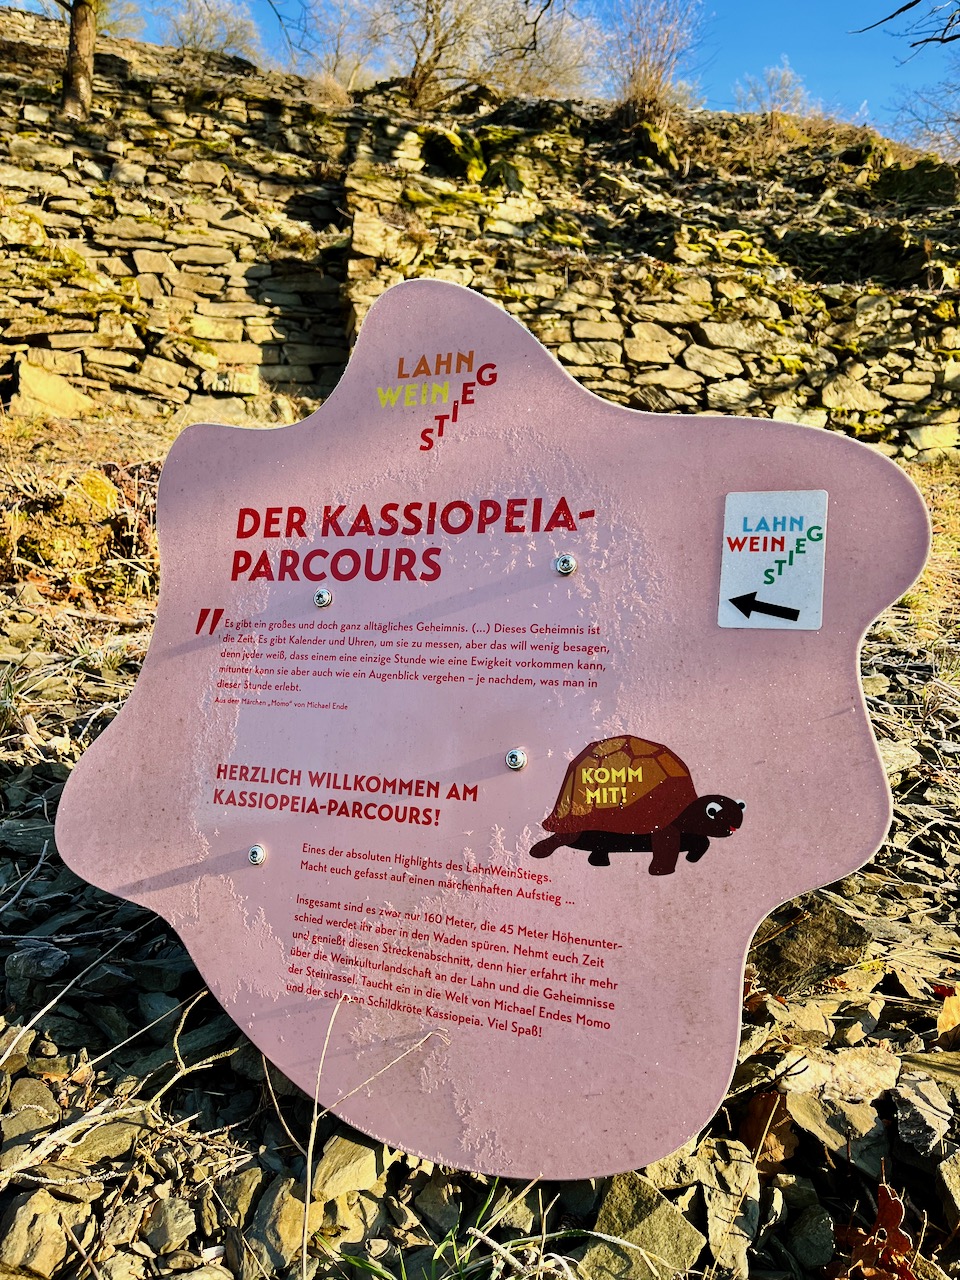 LAHN
WEIN
STIEG
DER KASSIOPEIA-
PARCOURS
LAHN
WEIN
STIEG
" Es gibt ein großes und doch ganz alltägliches Geheimnis. (...) Dieses Geheimnis ist
die Zeit. Es gibt Kalender und Uhren, um sie zu messen, aber das will wenig besagen,
denn jeder weiß, dass einem eine einzige Stunde wie eine Ewigkeit vorkommen kann,
mitunter kann sie aber auch wie ein Augenblick vergehen – je nachdem, was man in
dieser Stunde erlebt.
Aus dem Märchen „Momo" von Michael Ende
KOMM
MIT!
HERZLICH WILLKOMMEN AM
KASSIOPEIA-PARCOURS!
Eines der absoluten Highlights des LahnWeinStiegs.
Macht euch gefasst auf einen märchenhaften Aufstieg ...
Insgesamt sind es zwar nur 160 Meter, die 45 Meter Höhenunter-
schied werdet ihr aber in den Waden spüren. Nehmt euch Zeit
und genießt diesen Streckenabschnitt, denn hier erfahrt ihr mehr
über die Weinkulturlandschaft an der Lahn und die Geheimnisse
der Steinrassel. Taucht ein in die Welt von Michael Endes Momo
und der schlauen Schildkröte Kassiopeia. Viel Spaß!